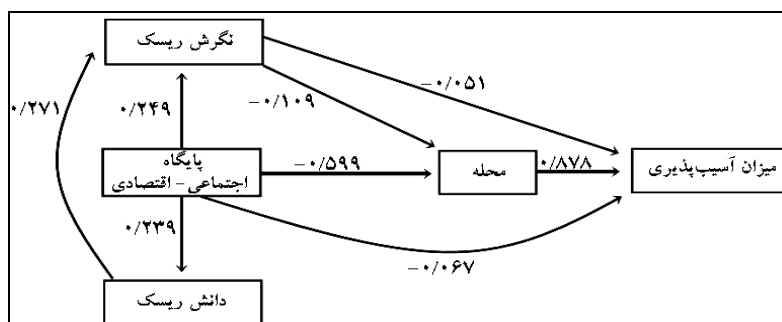 نگرش ریسک
-۰/۰۵۱
۰/۲۷۱
۰/۲۴۹
-۰/۱۰۹
پایگاه
اجتماعی - اقتصادی
-۰/۵۹۹
محله
۰/۸۷۸
میزان آسیب‌پذیری
۰/۲۳۹
-۰/۰۶۷
دانش ریسک